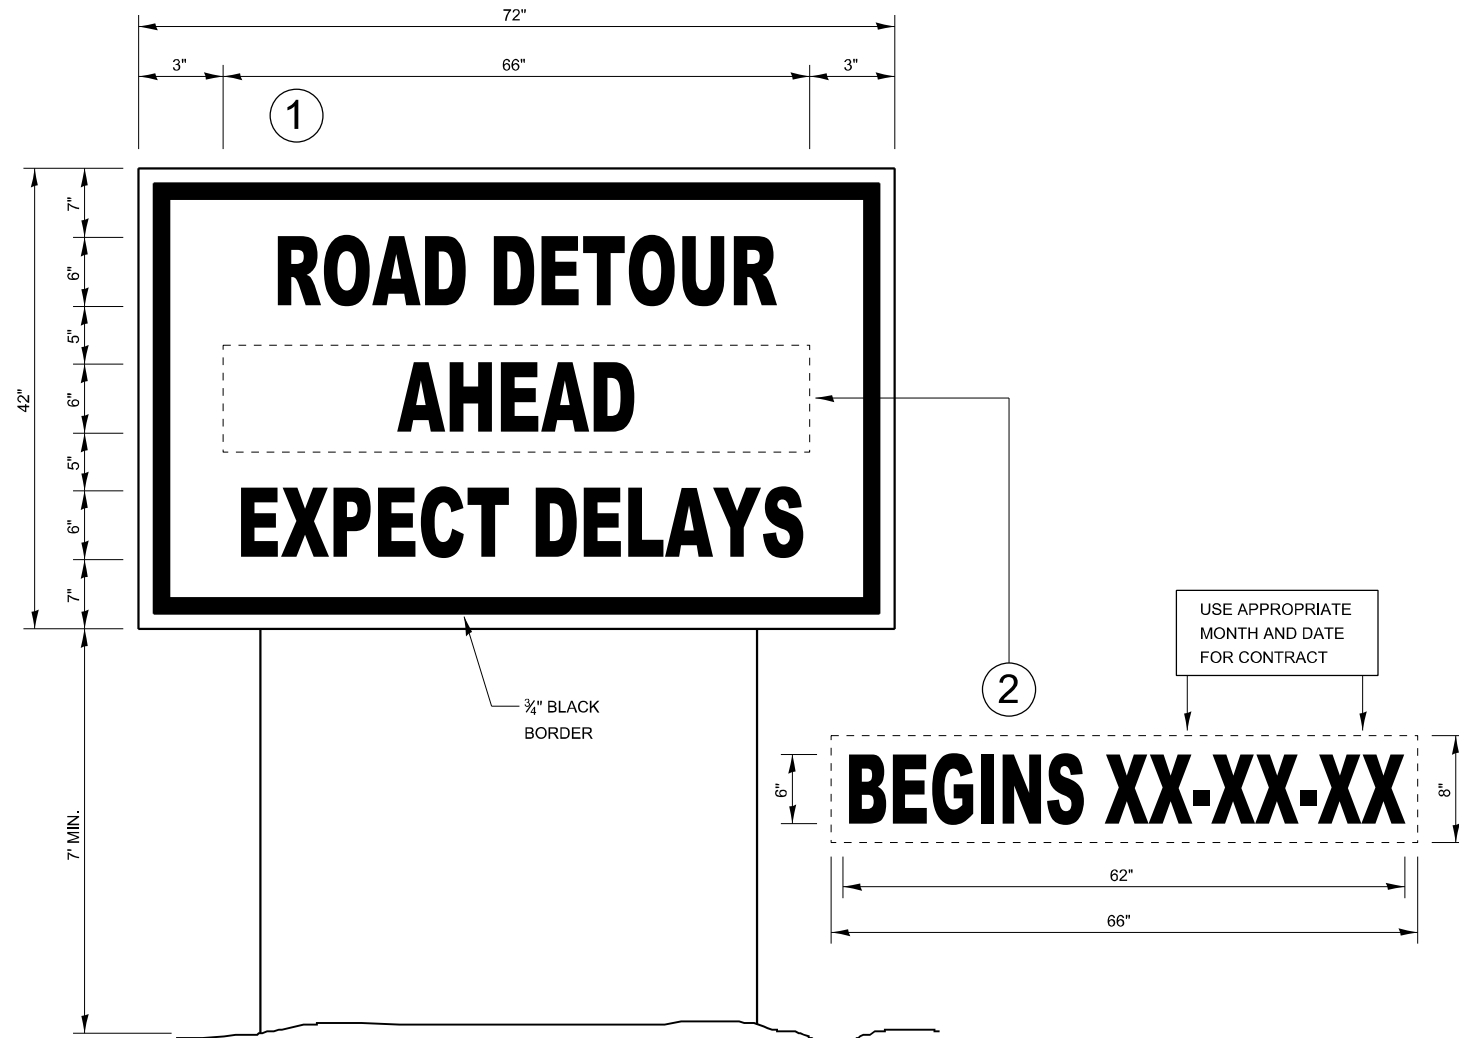 72"
3" 66" 3"
1
7"
6"
5"
6"
5"
6"
7"
42"
ROAD DETOUR
AHEAD
EXPECT DELAYS
¾" BLACK
BORDER
7' MIN.
2
USE APPROPRIATE
MONTH AND DATE
FOR CONTRACT
6"
BEGINS XX-XX-XX
8"
62"
66"